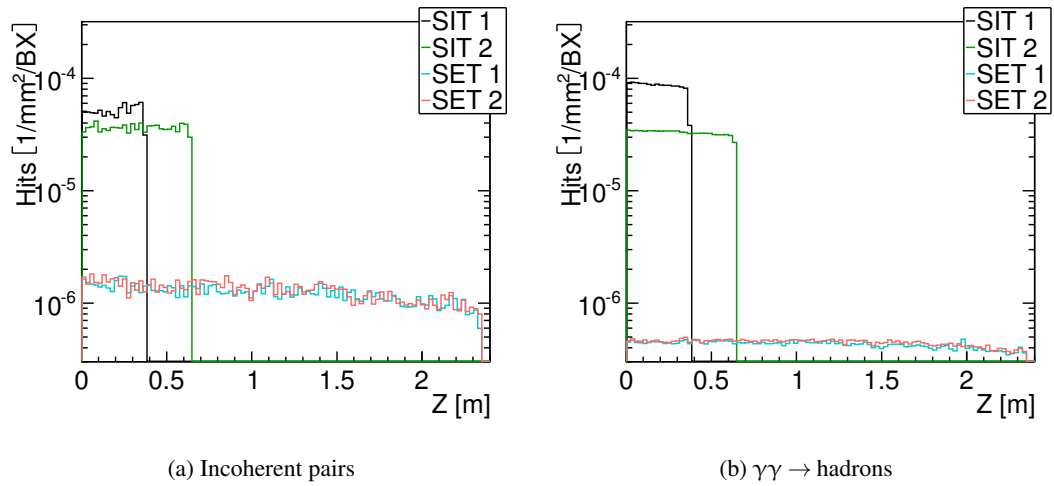 Hits [1/mm²/BX]
10⁻⁴
10⁻⁵
10⁻⁶
SIT 1
SIT 2
SET 1
SET 2
0 0.5 1 1.5 2
Z [m]
(a) Incoherent pairs
Hits [1/mm²/BX]
10⁻⁴
10⁻⁵
10⁻⁶
SIT 1
SIT 2
SET 1
SET 2
0 0.5 1 1.5 2
Z [m]
(b) γγ → hadrons